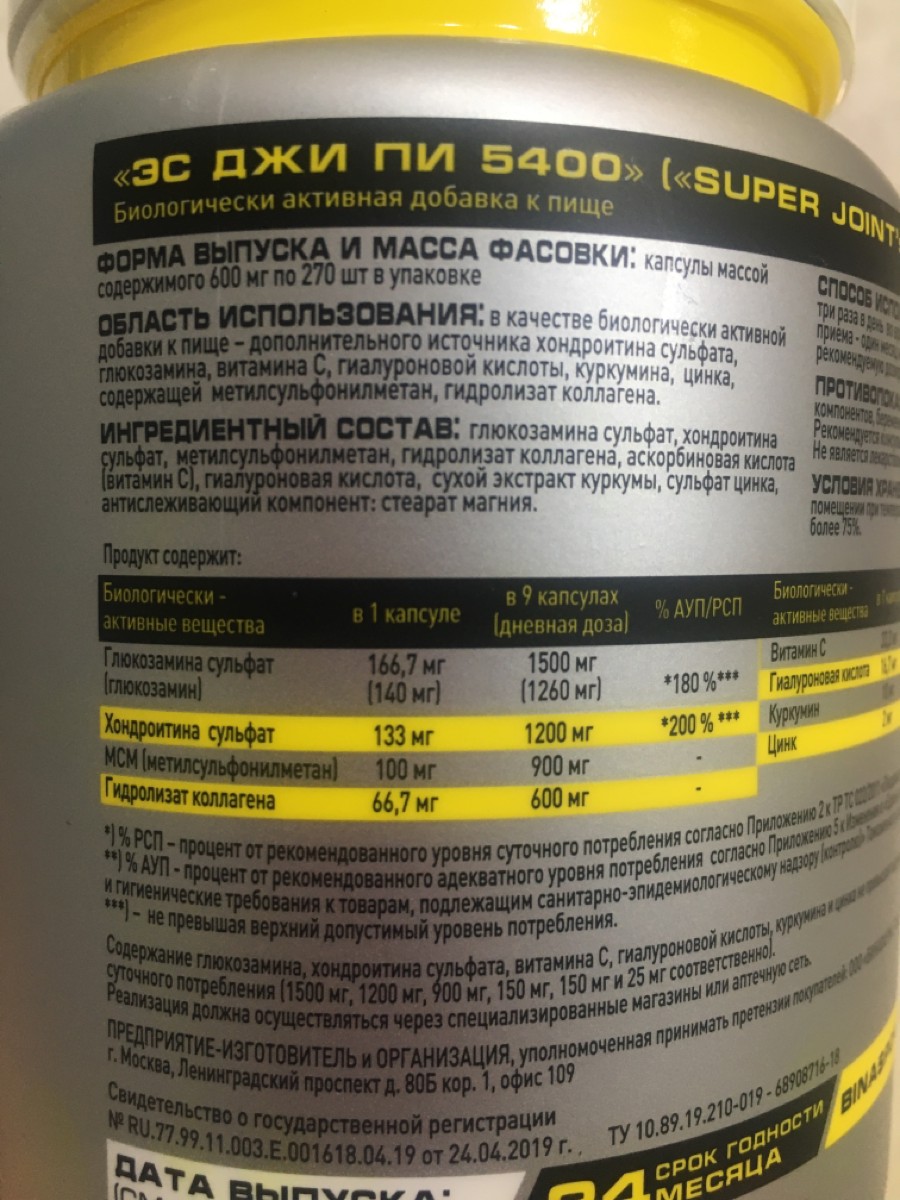 «ЭС ДЖИ ПИ 5400» («SUPER JOINT
Биологически активная добавка к пище
ФОРМА ВЫПУСКА И МАССА ФАСОВКИ: капсулы массой
содержимого 600 мг по 270 шт в упаковке
ОБЛАСТЬ ИСПОЛЬЗОВАНИЯ: в качестве биологически активной
добавки к пище – дополнительного источника хондроитина сульфата,
глюкозамина, витамина С, гиалуроновой кислоты, куркумина, цинка,
содержащей метилсульфонилметан, гидролизат коллагена.
ИНГРЕДИЕНТНЫЙ СОСТАВ: глюкозамина сульфат, хондроитина
сульфат, метилсульфонилметан, гидролизат коллагена, аскорбиновая кислота
(витамин С), гиалуроновая кислота, сухой экстракт куркумы, сульфат цинка,
антислеживающий компонент: стеарат магния.
СПОСОБ
три раза в день
приема - один
рекомендуемую
компонентов,
Рекомендуется
Не является
УСЛОВИЯ
помещении при
более 75%.
Продукт содержит:
Биологически - активные вещества в 1 капсуле в 9 капсулах (дневная доза) % АУП/РСП
Глюкозамина сульфат 166,7 мг 1500 мг
(глюкозамин) (140 мг) (1260 мг) *180 %***
Хондроитина сульфат 133 мг 1200 мг *200 % ***
МСМ (метилсульфонилметан) 100 мг 900 мг -
Гидролизат коллагена 66,7 мг 600 мг -
Биологически -
активные вещества
Витамин С
Гиалуроновая кислота
Куркумин
Цинк
*) % РСП – процент от рекомендованного уровня суточного потребления согласно Приложению 2 к ТР ТС
**) % АУП - процент от рекомендованного адекватного уровня потребления согласно Приложению 5 к
и гигиенические требования к товарам, подлежащим санитарно-эпидемиологическому надзору (контролю)
***) – не превышая верхний допустимый уровень потребления.
Содержание глюкозамина, хондроитина сульфата, витамина С, гиалуроновой кислоты, куркумина и цинка не
суточного потребления (1500 мг, 1200 мг, 900 мг, 150 мг, 150 мг и 25 мг соответственно).
Реализация должна осуществляться через специализированные магазины или аптечную сеть.
ПРЕДПРИЯТИЕ-ИЗГОТОВИТЕЛЬ и ОРГАНИЗАЦИЯ, уполномоченная принимать претензии покупателей: ООО
г. Москва, Ленинградский проспект д. 80Б кор. 1, офис 109
Свидетельство о государственной регистрации
№ RU.77.99.11.003.Е.001618.04.19 от 24.04.2019 г.
ТУ 10.89.19.210-019 - 68908716-18
ДАТА ВЫПУСКА:
24 СРОК ГОДНОСТИ
МЕСЯЦА